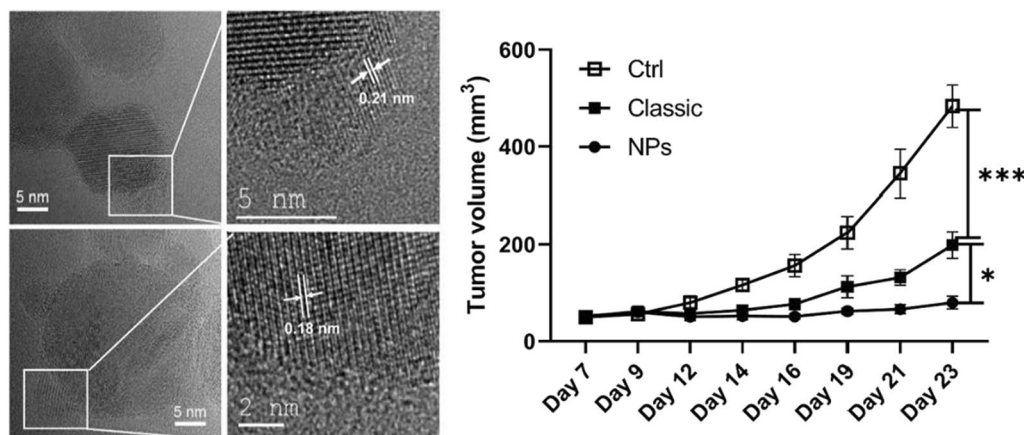 5 nm
0.21 nm
5 nm
5 nm
0.18 nm
2 nm
Tumor volume (mm³)
600
400
200
0
Ctrl
Classic
NPs
***
*
Day 7
Day 9
Day 12
Day 14
Day 16
Day 19
Day 21
Day 23